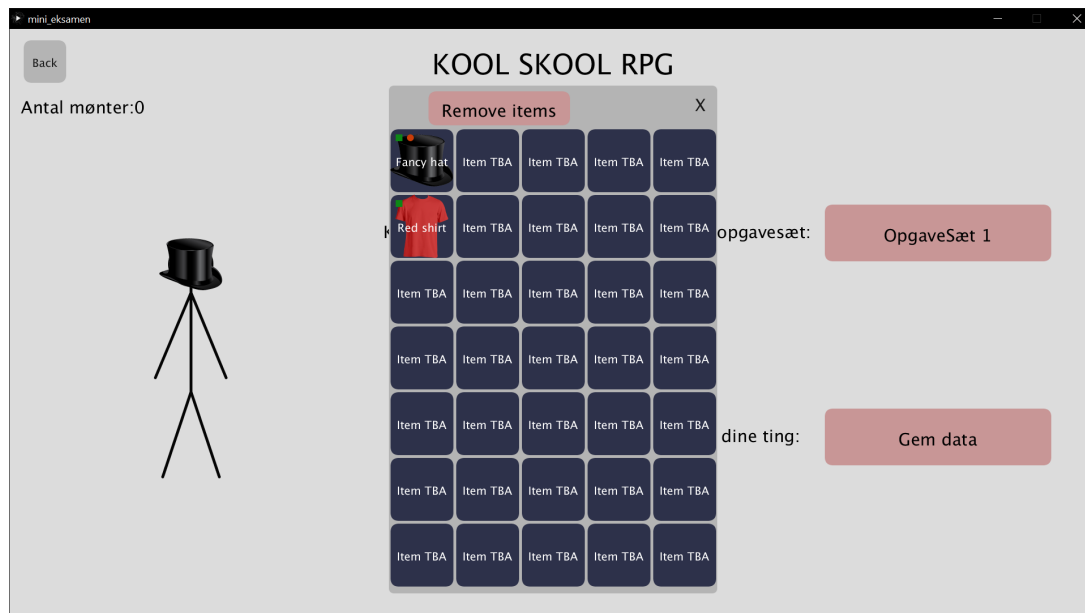 mini_eksamen
Back
KOOL SKOOL RPG
Antal mønter:0
Remove items
X
Fancy hat Item TBA Item TBA Item TBA Item TBA
Red shirt Item TBA Item TBA Item TBA Item TBA
opgavesæt:
OpgaveSæt 1
Item TBA Item TBA Item TBA Item TBA Item TBA
Item TBA Item TBA Item TBA Item TBA Item TBA
Item TBA Item TBA Item TBA Item TBA Item TBA
dine ting:
Gem data
Item TBA Item TBA Item TBA Item TBA Item TBA
Item TBA Item TBA Item TBA Item TBA Item TBA